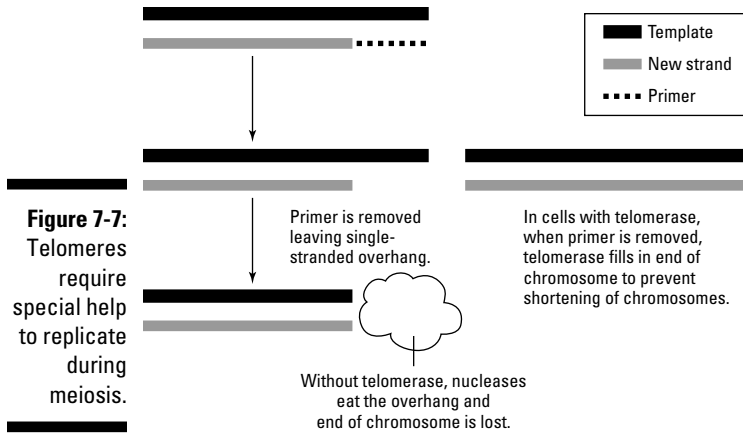 Template
New strand
Primer
Figure 7-7:
Telomeres
require
special help
to replicate
during
meiosis.
Primer is removed
leaving single-
stranded overhang.
In cells with telomerase,
when primer is removed,
telomerase fills in end of
chromosome to prevent
shortening of chromosomes.
Without telomerase, nucleases
eat the overhang and
end of chromosome is lost.